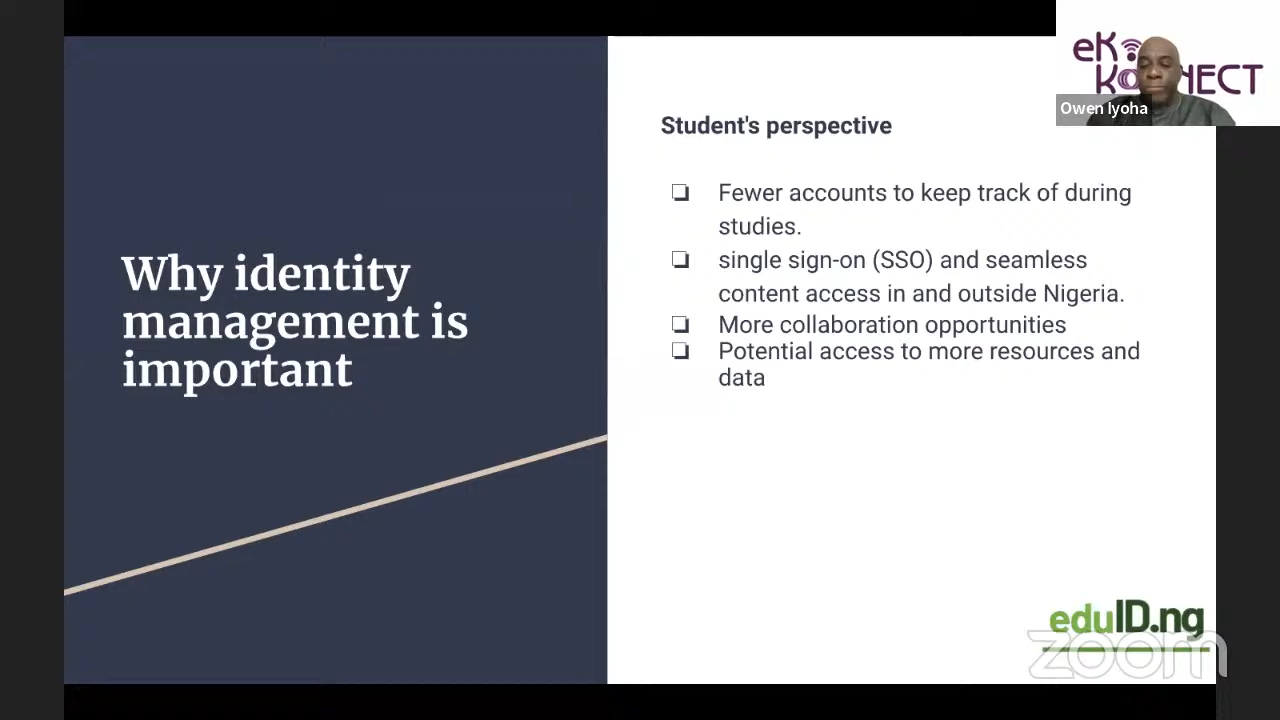 eK
K NECT
Owen Iyoha
Why identity
management is
important
Student's perspective
❏ Fewer accounts to keep track of during
studies.
❏ single sign-on (SSO) and seamless
content access in and outside Nigeria.
❏ More collaboration opportunities
❏ Potential access to more resources and
data
eduID.ng
zoom